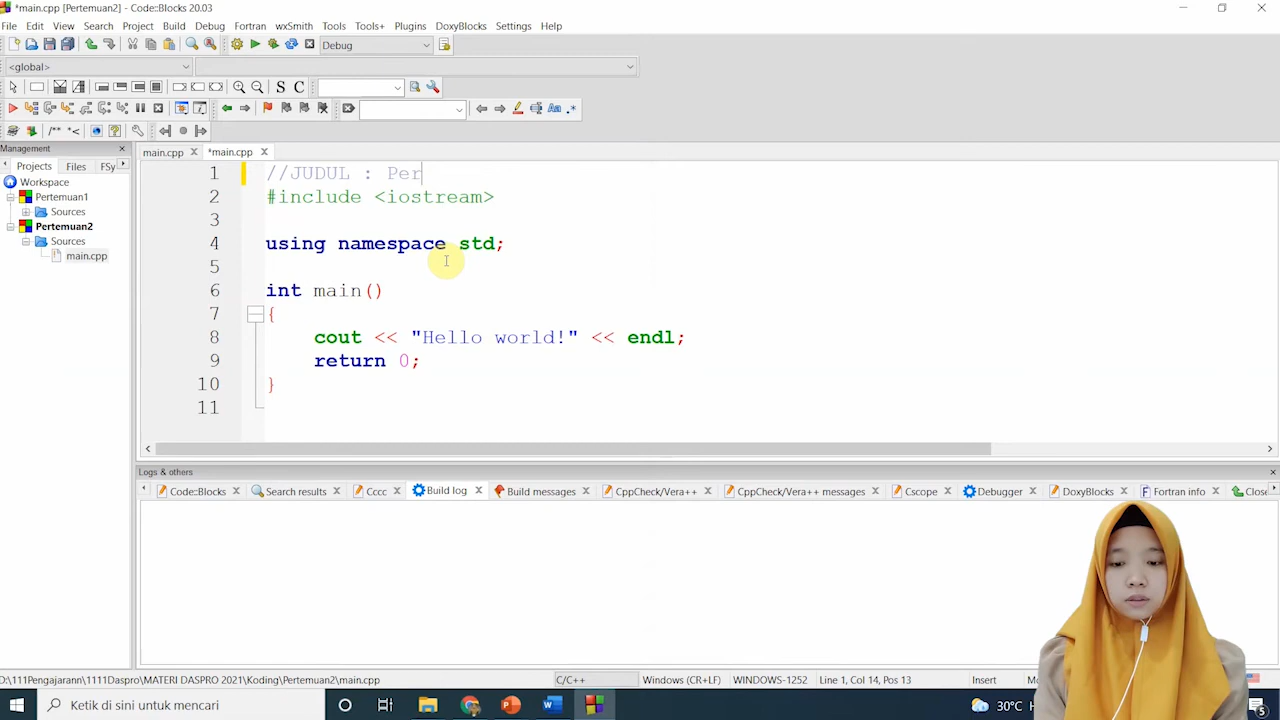 *main.cpp [Pertemuan2] - Code::Blocks 20.03
File Edit View Search Project Build Debug Fortran wxSmith Tools Tools+ Plugins DoxyBlocks Settings Help
Debug
<global>
S C
/** *<
Management
main.cpp *main.cpp
Projects Files FSy
Workspace
Pertemuan1
Sources
Pertemuan2
Sources
main.cpp
1 //JUDUL : Per
2 #include <iostream>
3
4 using namespace std;
5
6 int main()
7 {
8 cout << "Hello world!" << endl;
9 return 0;
10 }
11
Logs & others
Code::Blocks Search results Cccc Build log Build messages CppCheck/Vera++ CppCheck/Vera++ messages Cscope Debugger DoxyBlocks Fortran info Close
D:\111Pengajarann\1111Daspro\MATERI DASPRO 2021\Koding\Pertemuan2\main.cpp C/C++ Windows (CR+LF) WINDOWS-1252 Line 1, Col 14, Pos 13 Insert
Ketik di sini untuk mencari 30°C 5